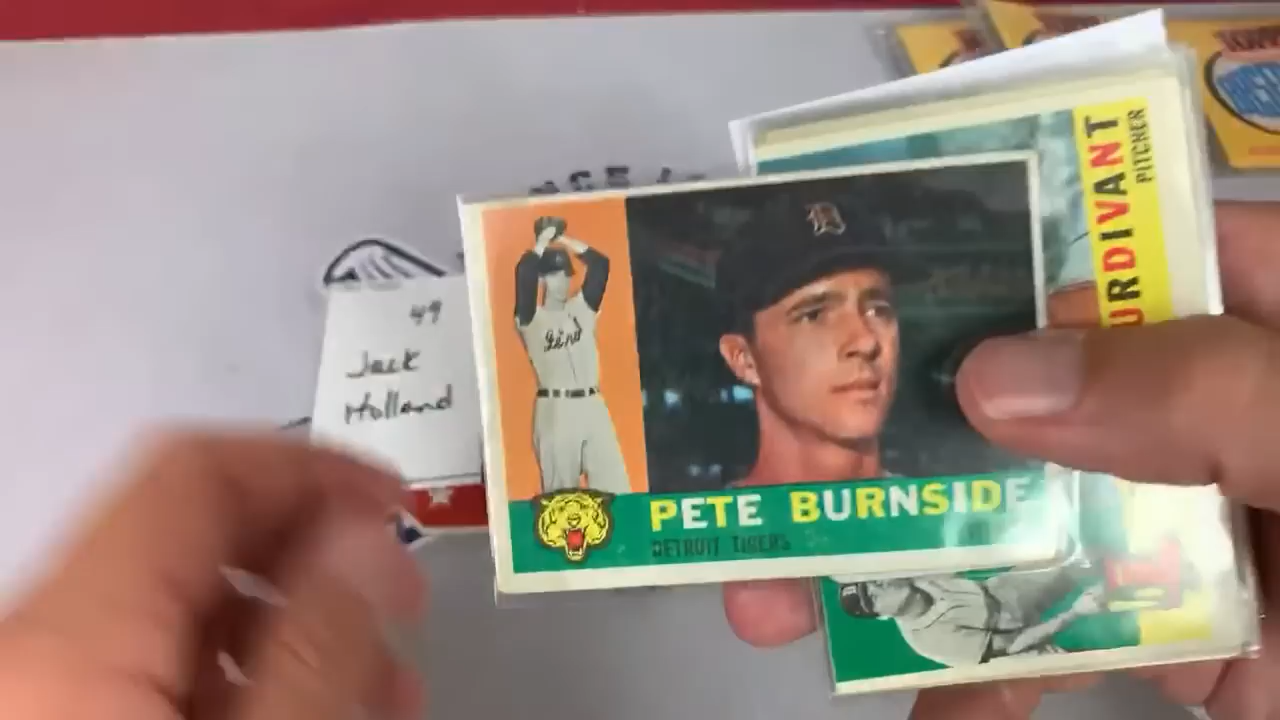 49
Jack
Holland
PETE BURNSIDE
DETROIT TIGERS
URDIVANT
PITCHER
D